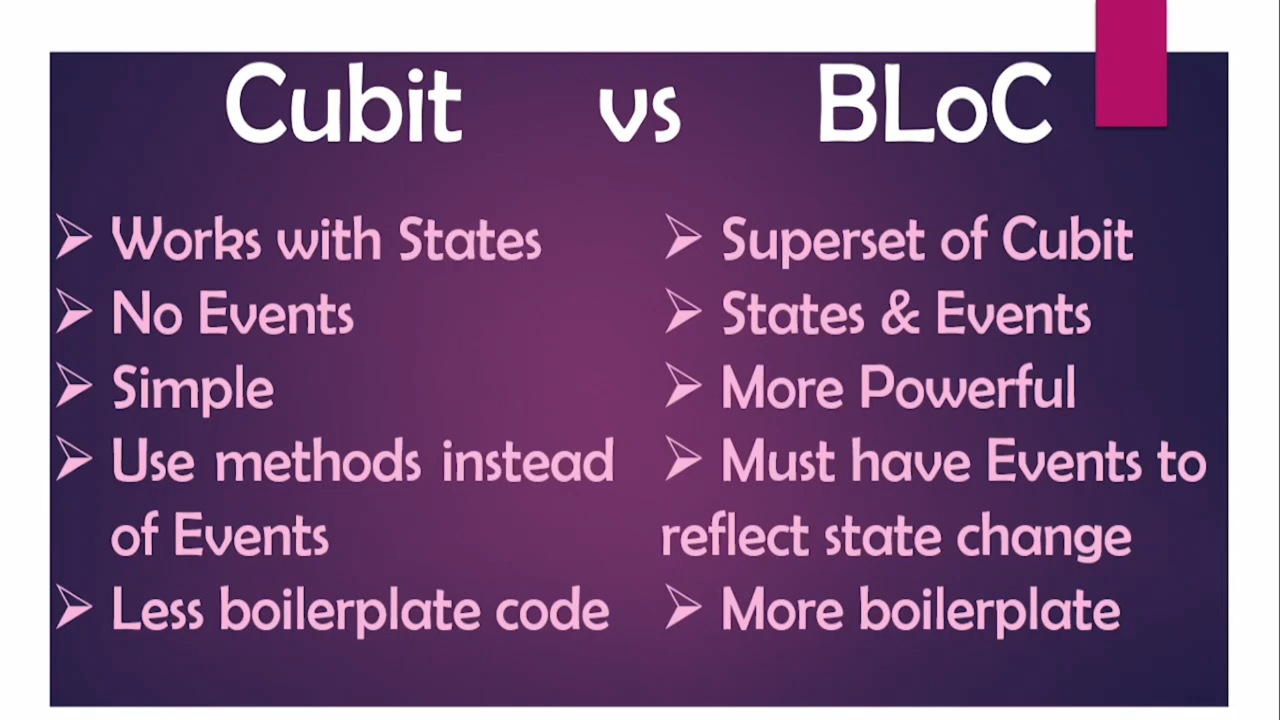 Cubit vs BLoC
Works with States
No Events
Simple
Use methods instead
of Events
Less boilerplate code
Superset of Cubit
States & Events
More Powerful
Must have Events to
reflect state change
More boilerplate